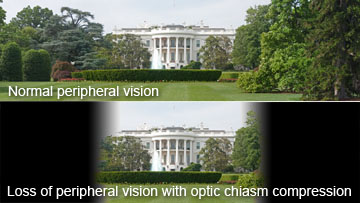 Normal peripheral vision
Loss of peripheral vision with optic chiasm compression